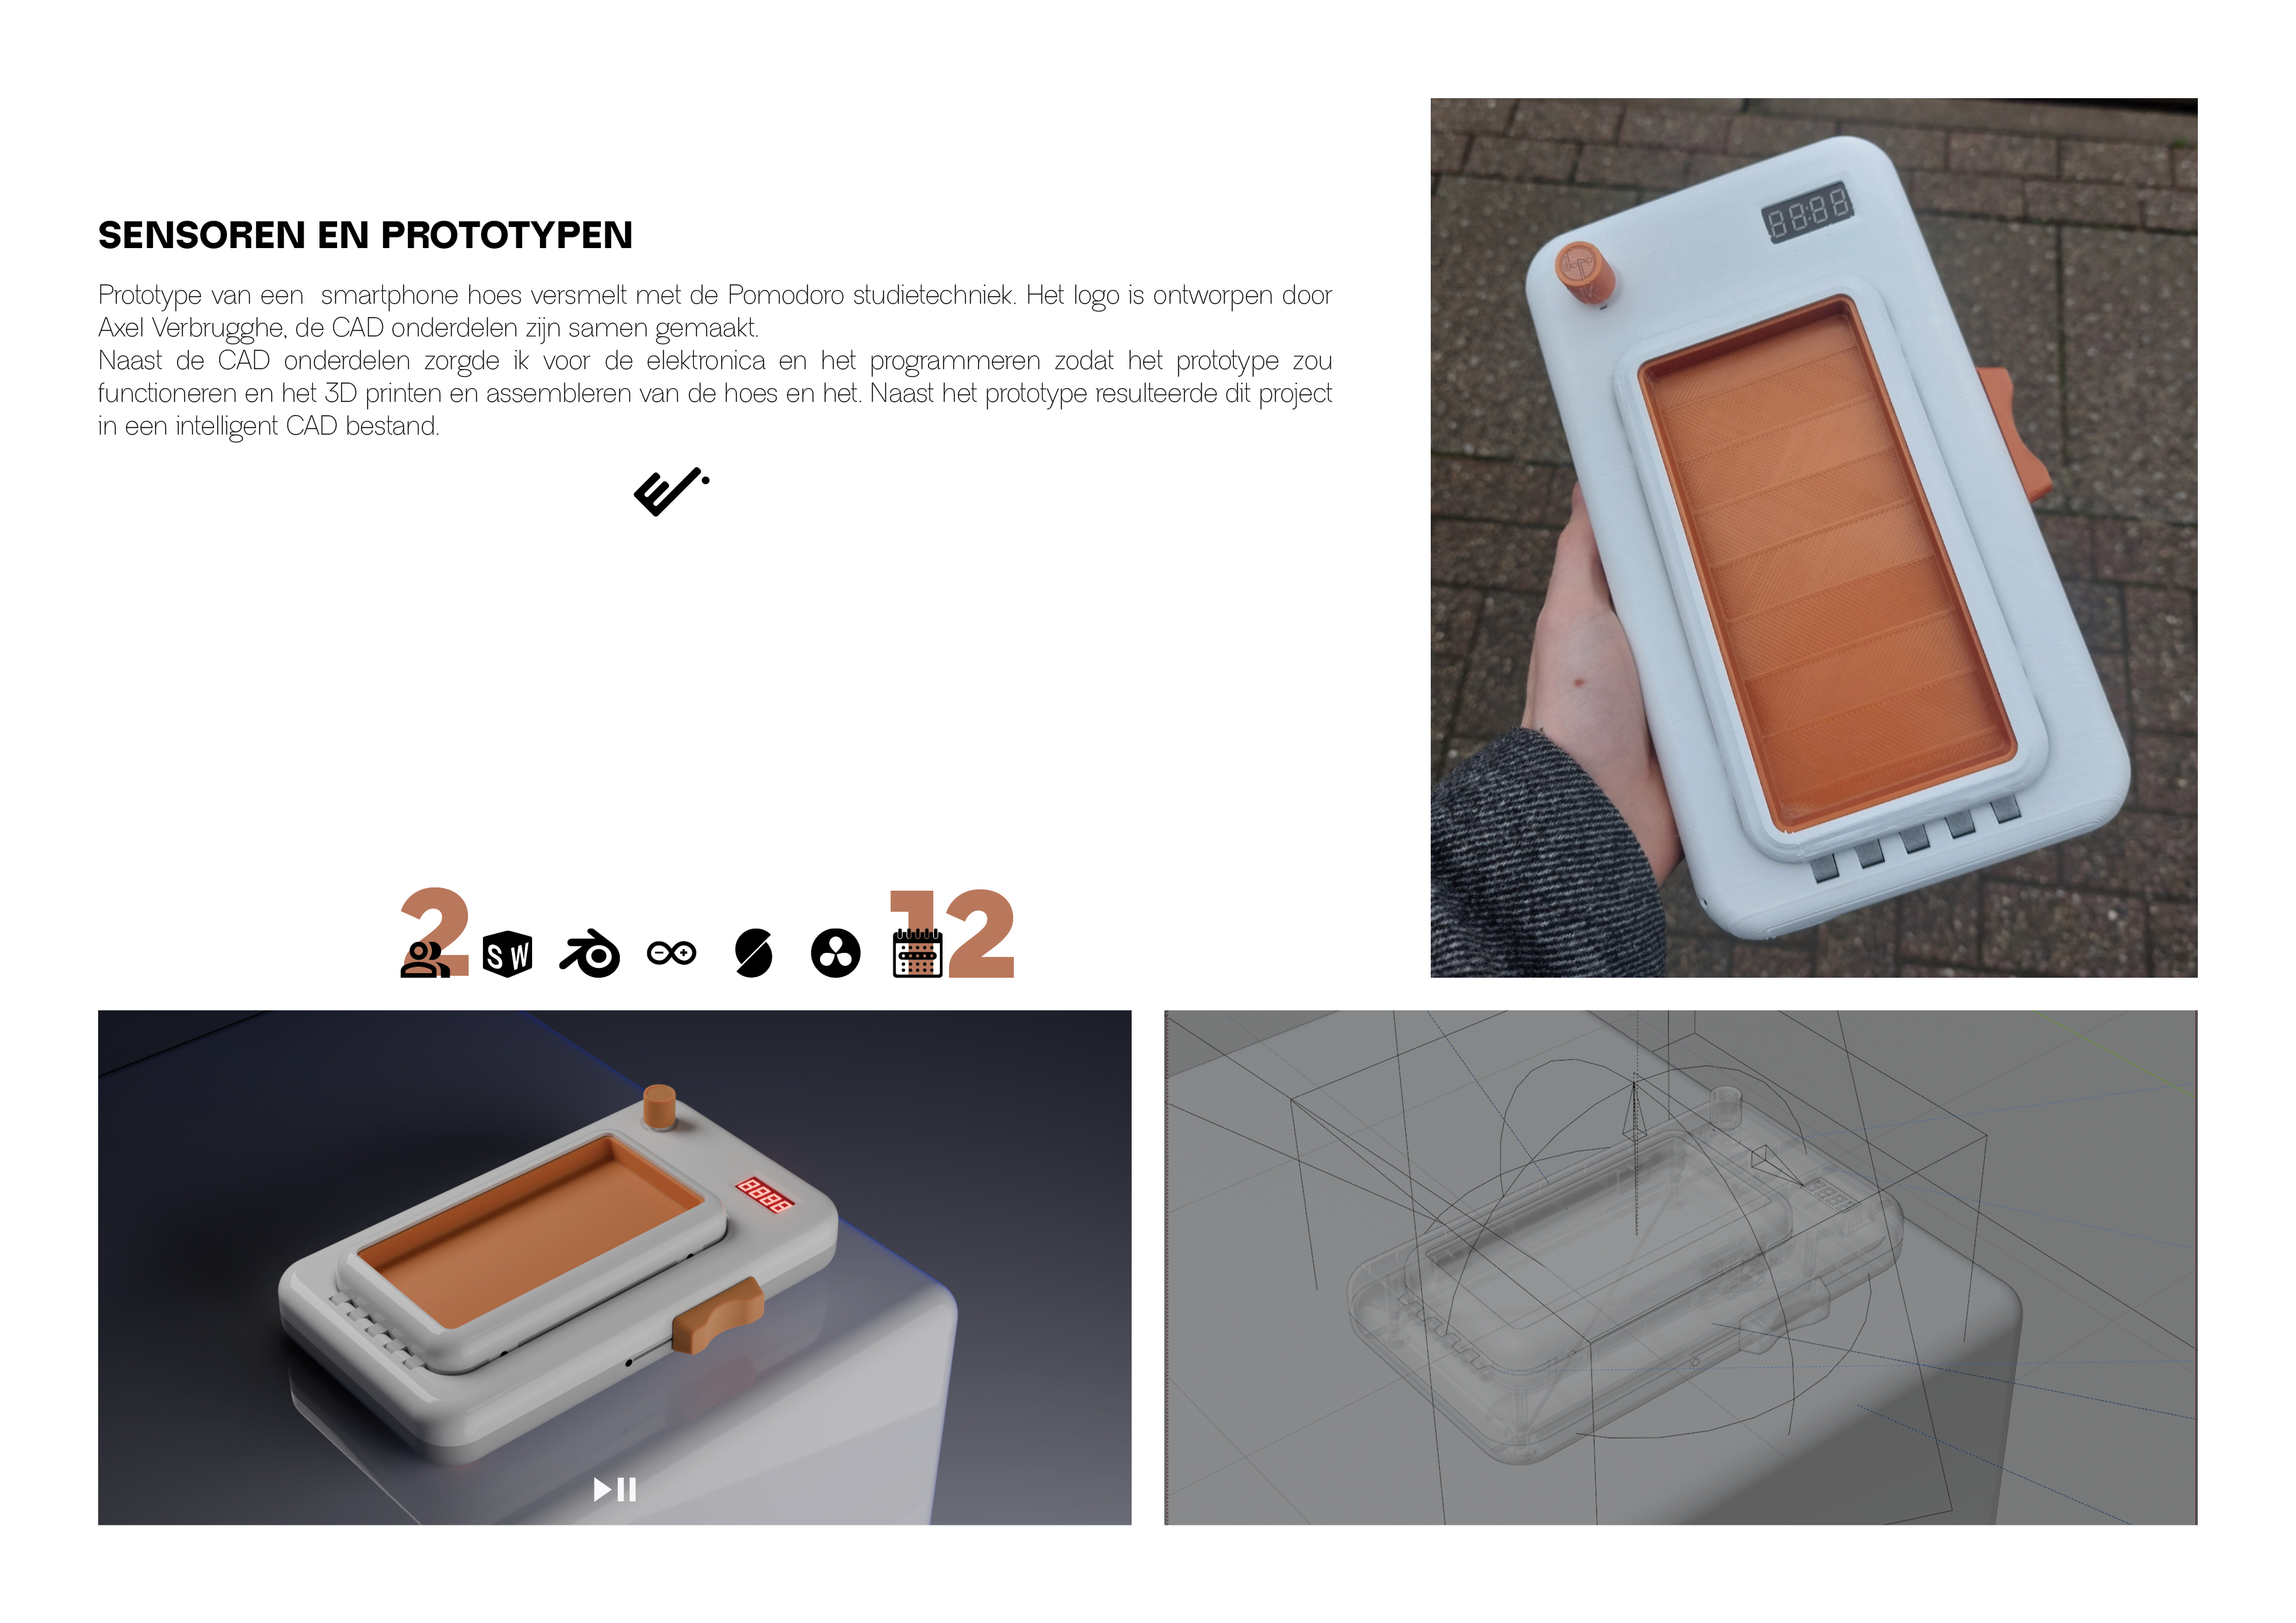 SENSOREN EN PROTOTYPEN
Prototype van een  smartphone hoes versmelt met de Pomodoro studietechniek. Het logo is ontworpen door
Axel Verbrugghe, de CAD onderdelen zijn samen gemaakt.
Naast de CAD onderdelen zorgde ik voor de elektronica en het programmeren zodat het prototype zou
functioneren en het 3D printen en assembleren van de hoes en het. Naast het prototype resulteerde dit project
in een intelligent CAD bestand.
2 SW 12
88:88
8888